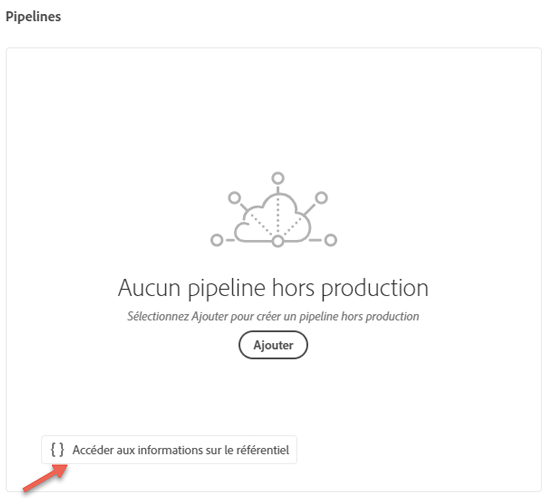 Pipelines
Aucun pipeline hors production
Sélectionnez Ajouter pour créer un pipeline hors production
Ajouter
{ } Accéder aux informations sur le référentiel